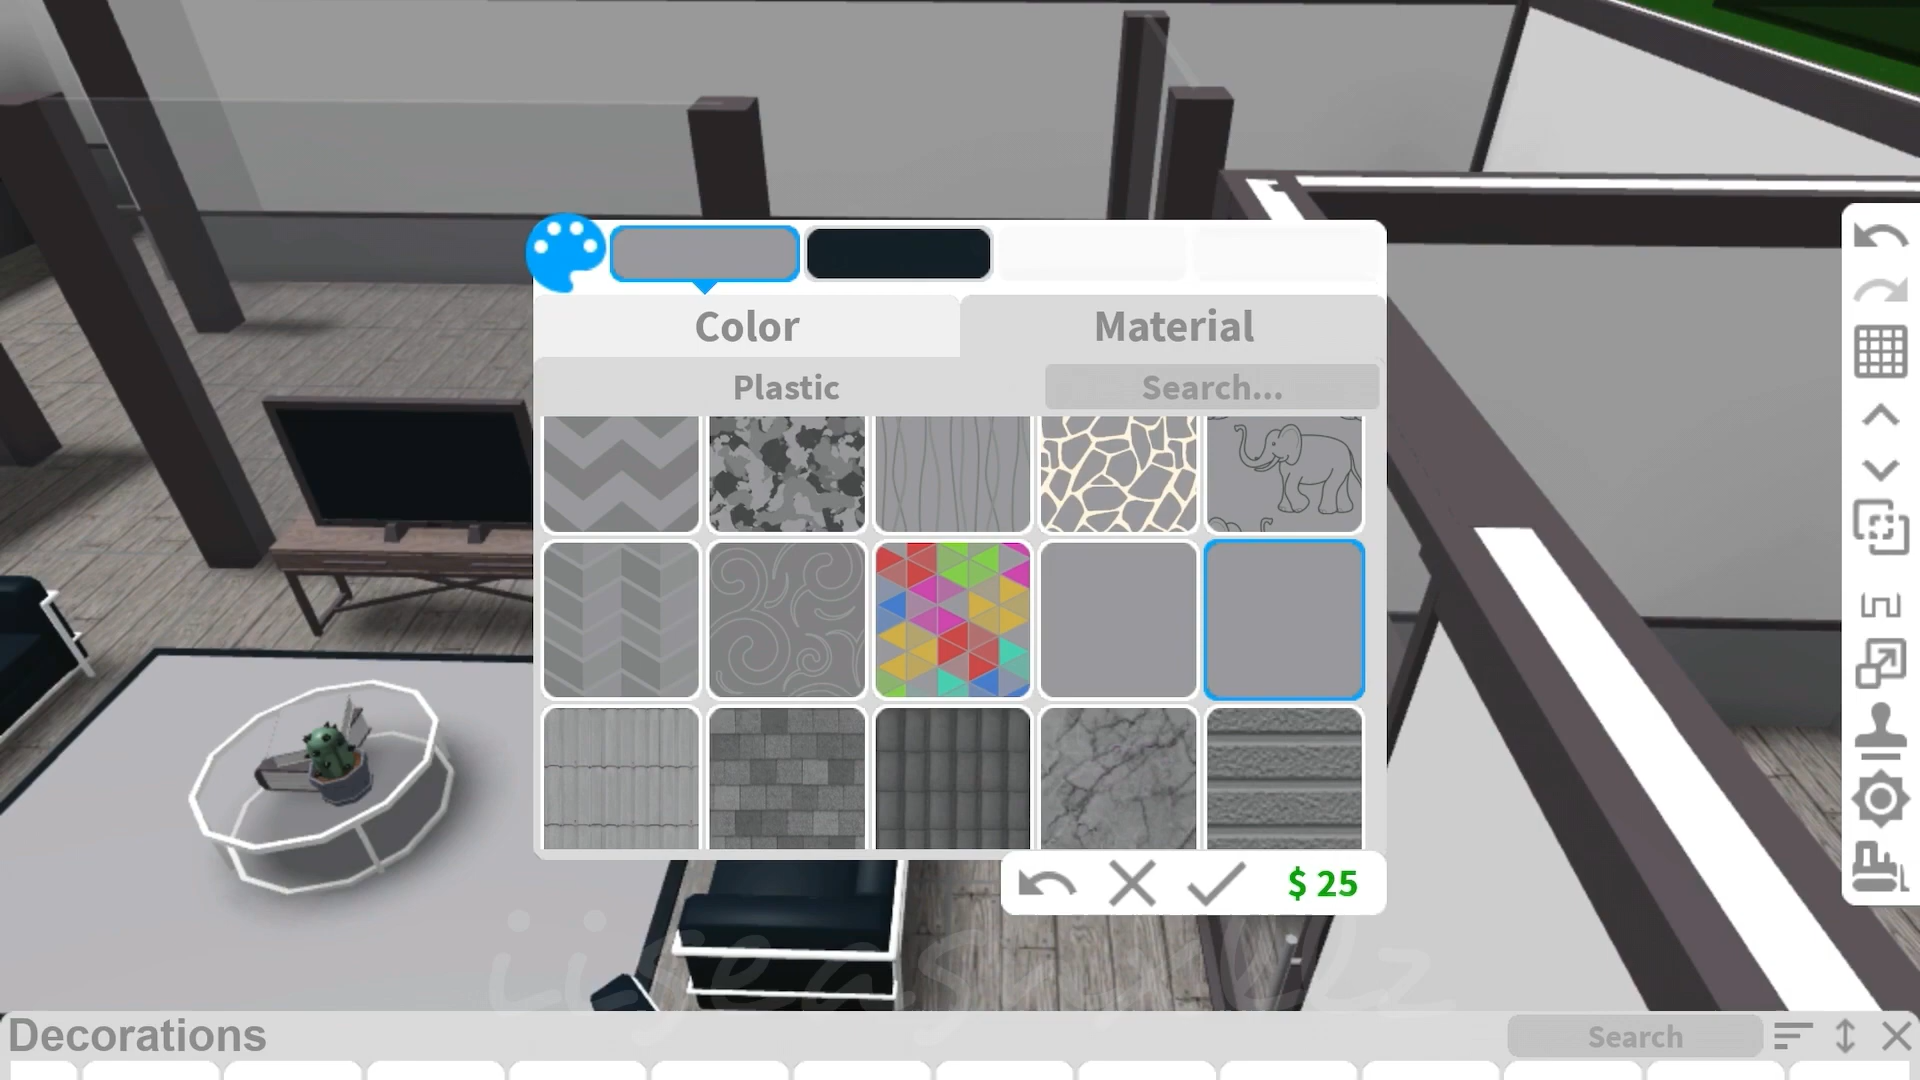 Color
Material
Plastic
Search...
$ 25
Decorations
Search